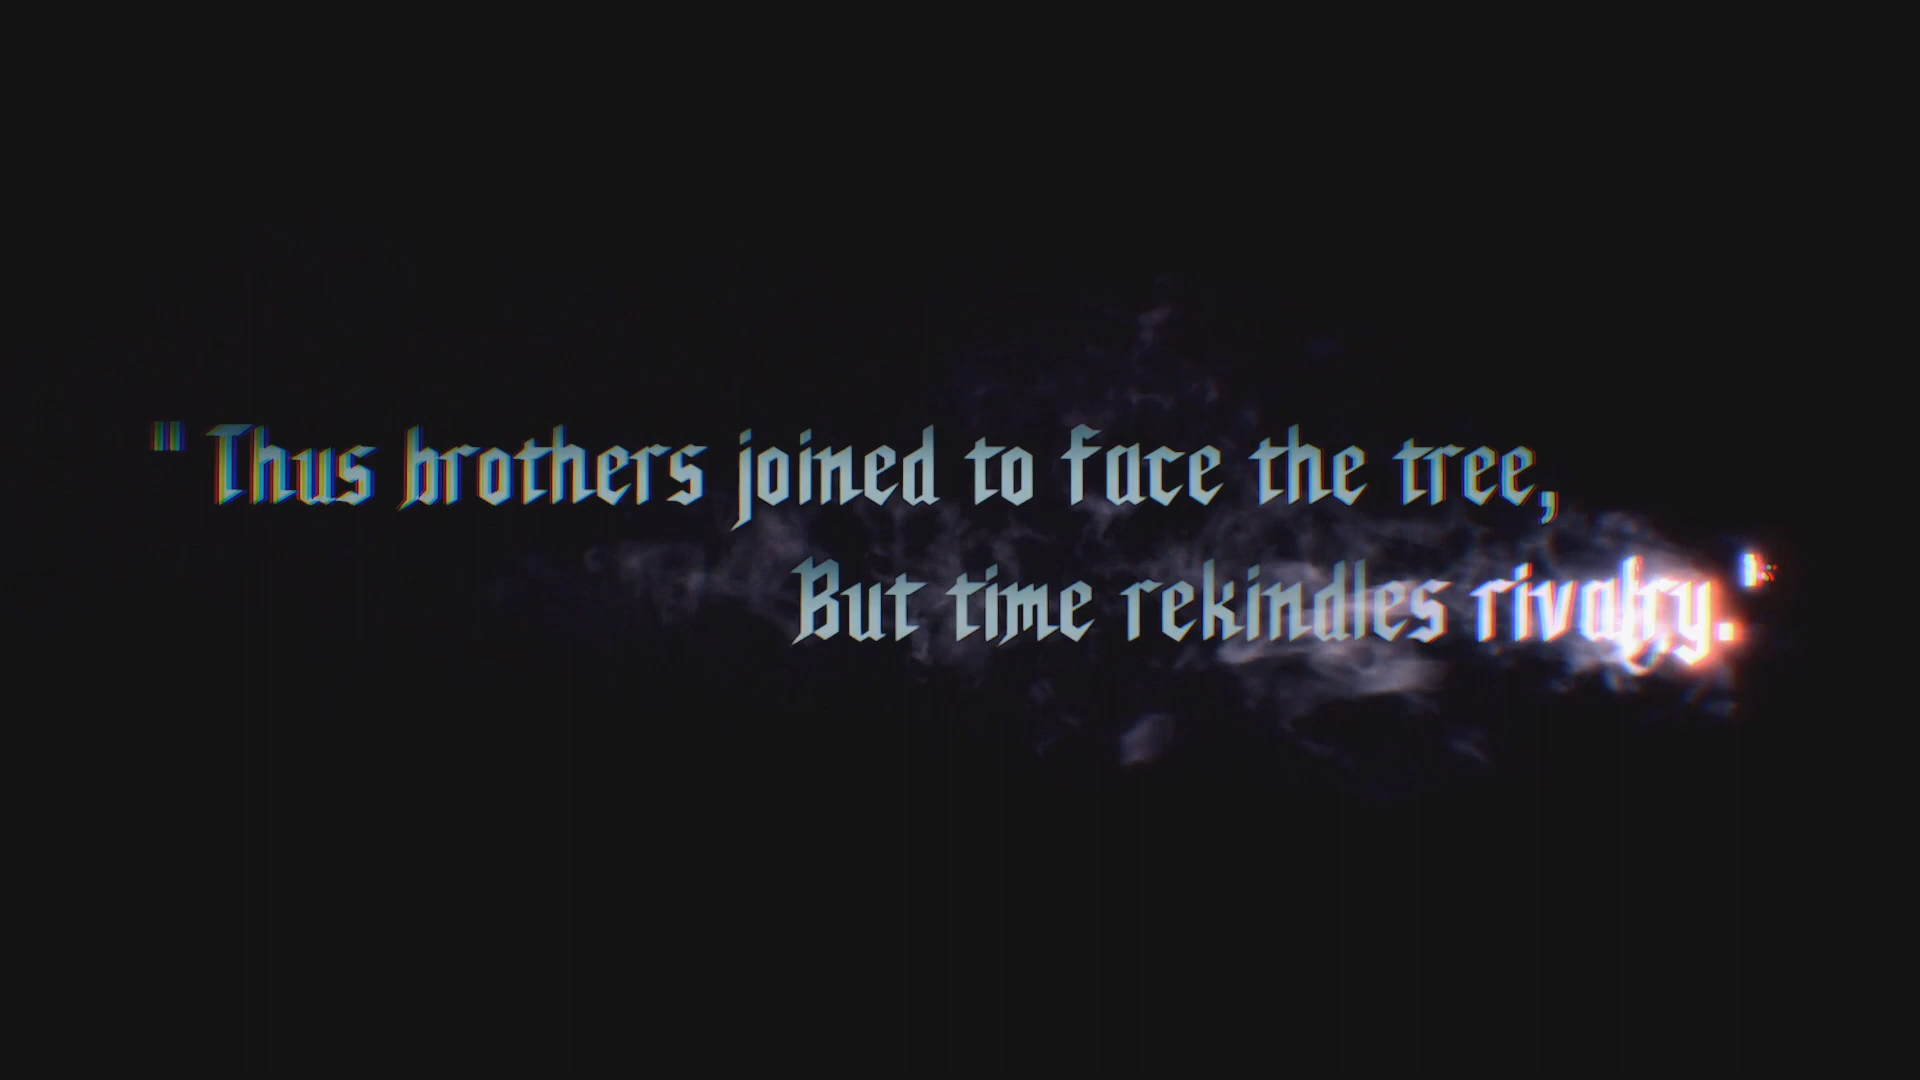 " Thus brothers joined to face the tree,
But time rekindles rivalry."